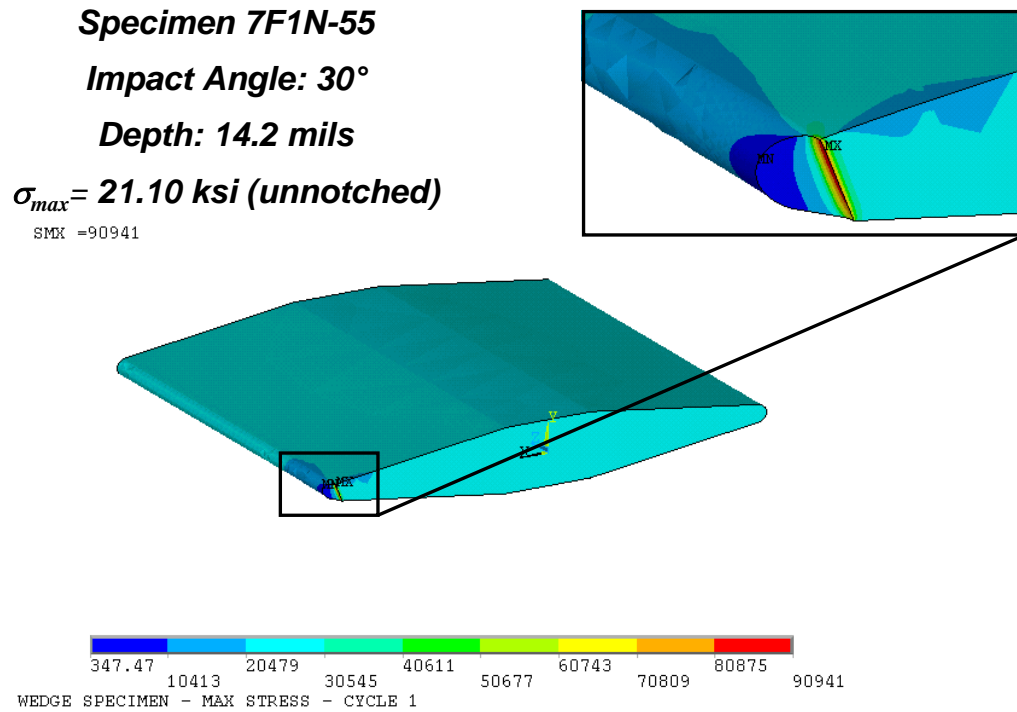 Specimen 7F1N-55
Impact Angle: 30°
Depth: 14.2 mils
σmax= 21.10 ksi (unnotched)
SMX =90941
MN
MX
Y
Z
X
MN MX
347.47 20479 40611 60743 80875
10413 30545 50677 70809 90941
WEDGE SPECIMEN - MAX STRESS - CYCLE 1